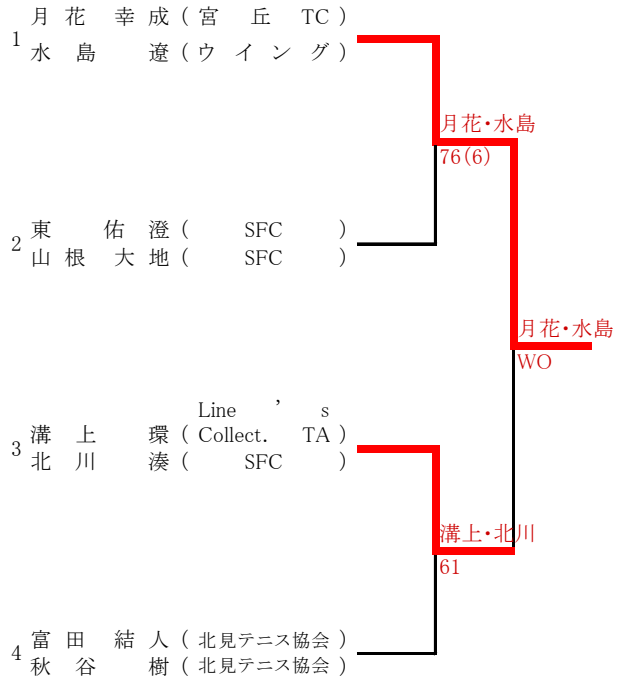 月花 幸成 ( 宮丘 TC )
1
水島 遼 ( ウイング )
月花・水島
76(6)
2 東 佑澄 ( SFC )
山根 大地 ( SFC )
月花・水島
WO
Line ' s
3 溝上 環 ( Collect. TA )
北川 湊 ( SFC )
溝上・北川
61
4 富田 結人 ( 北見テニス協会 )
秋谷 樹 ( 北見テニス協会 )